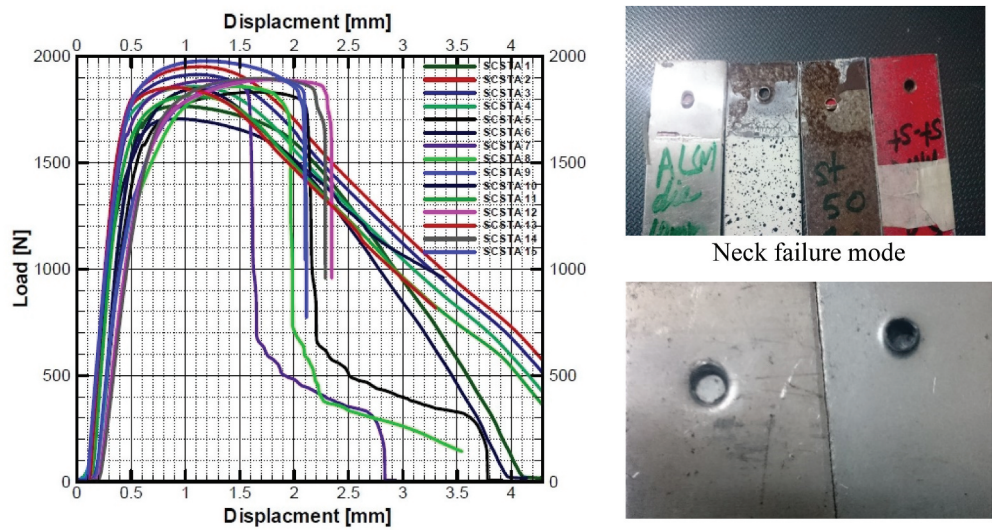 Displacment [mm]
0 0.5 1 1.5 2 2.5 3 3.5 4
2000 2000
1500 1500
1000 1000
500 500
0 0
Load [N]
SCSTA 1
SCSTA 2
SCSTA 3
SCSTA 4
SCSTA 5
SCSTA 6
SCSTA 7
SCSTA 8
SCSTA 9
SCSTA 10
SCSTA 11
SCSTA 12
SCSTA 13
SCSTA 14
SCSTA 15
0 0.5 1 1.5 2 2.5 3 3.5 4
Displacment [mm]
ALSM
die
St
50
St-St
Neck failure mode